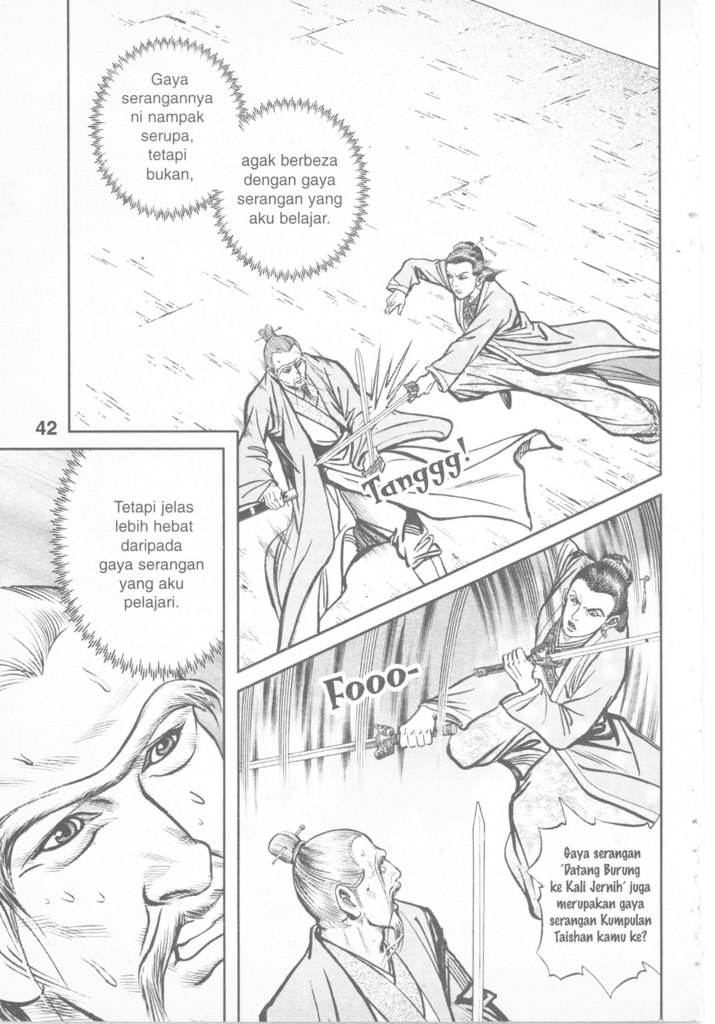 Gaya
serangannya
ni nampak
serupa,
tetapi
bukan,
agak berbeza
dengan gaya
serangan yang
aku belajar.
Tanggg!
42
Tetapi jelas
lebih hebat
daripada
gaya serangan
yang aku
pelajari.
Fooo-
Gaya serangan
'Datang Burung
ke Kali Jernih' juga
merupakan gaya
serangan Kumpulan
Taishan kamu ke?